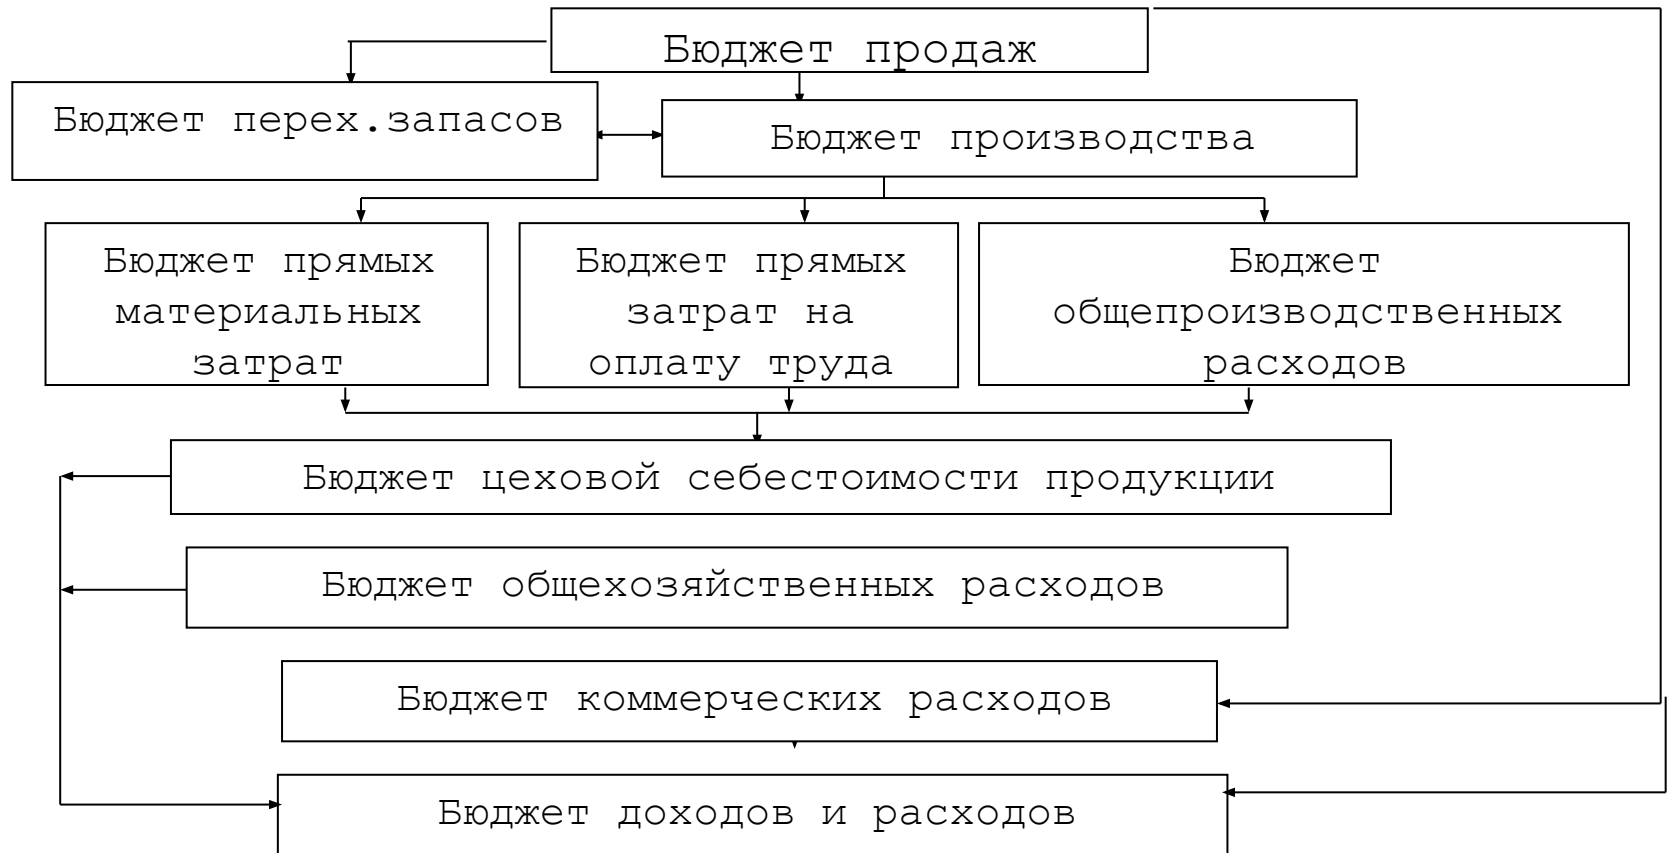 Бюджет продаж
Бюджет перех.запасов
Бюджет производства
Бюджет прямых
материальных
затрат
Бюджет прямых
затрат на
оплату труда
Бюджет
общепроизводственных
расходов
Бюджет цеховой себестоимости продукции
Бюджет общехозяйственных расходов
Бюджет коммерческих расходов
Бюджет доходов и расходов